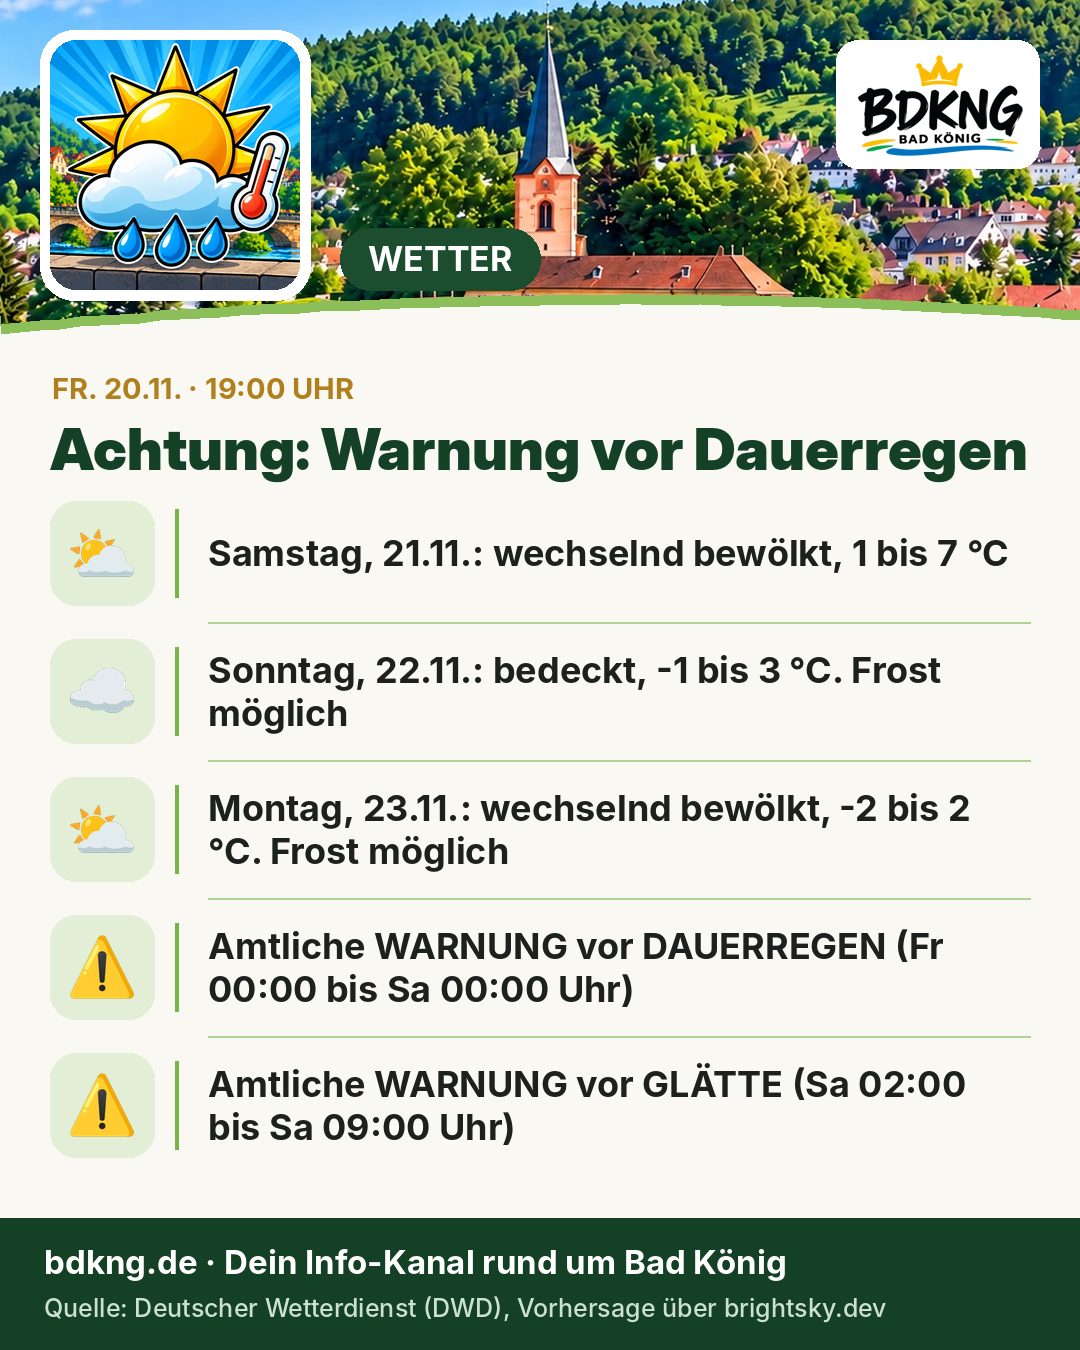 BDKNG
BAD KÖNIG
WETTER
FR. 20.11. · 19:00 UHR
Achtung: Warnung vor Dauerregen
Samstag, 21.11.: wechselnd bewölkt, 1 bis 7 °C
Sonntag, 22.11.: bedeckt, -1 bis 3 °C. Frost
möglich
Montag, 23.11.: wechselnd bewölkt, -2 bis 2
°C. Frost möglich
Amtliche WARNUNG vor DAUERREGEN (Fr
00:00 bis Sa 00:00 Uhr)
Amtliche WARNUNG vor GLÄTTE (Sa 02:00
bis Sa 09:00 Uhr)
bdkng.de · Dein Info-Kanal rund um Bad König
Quelle: Deutscher Wetterdienst (DWD), Vorhersage über brightsky.dev